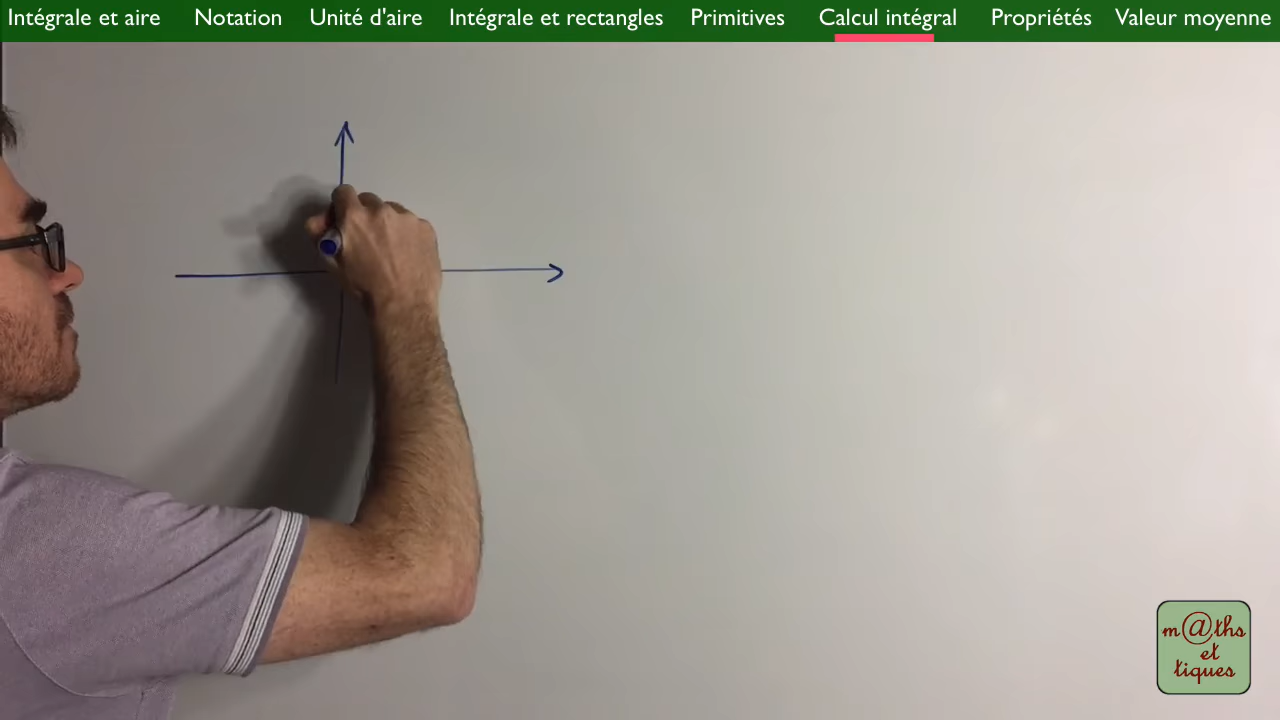 Intégrale et aire Notation Unité d'aire Intégrale et rectangles Primitives Calcul intégral Propriétés Valeur moyenne
m@ths
et
tiques